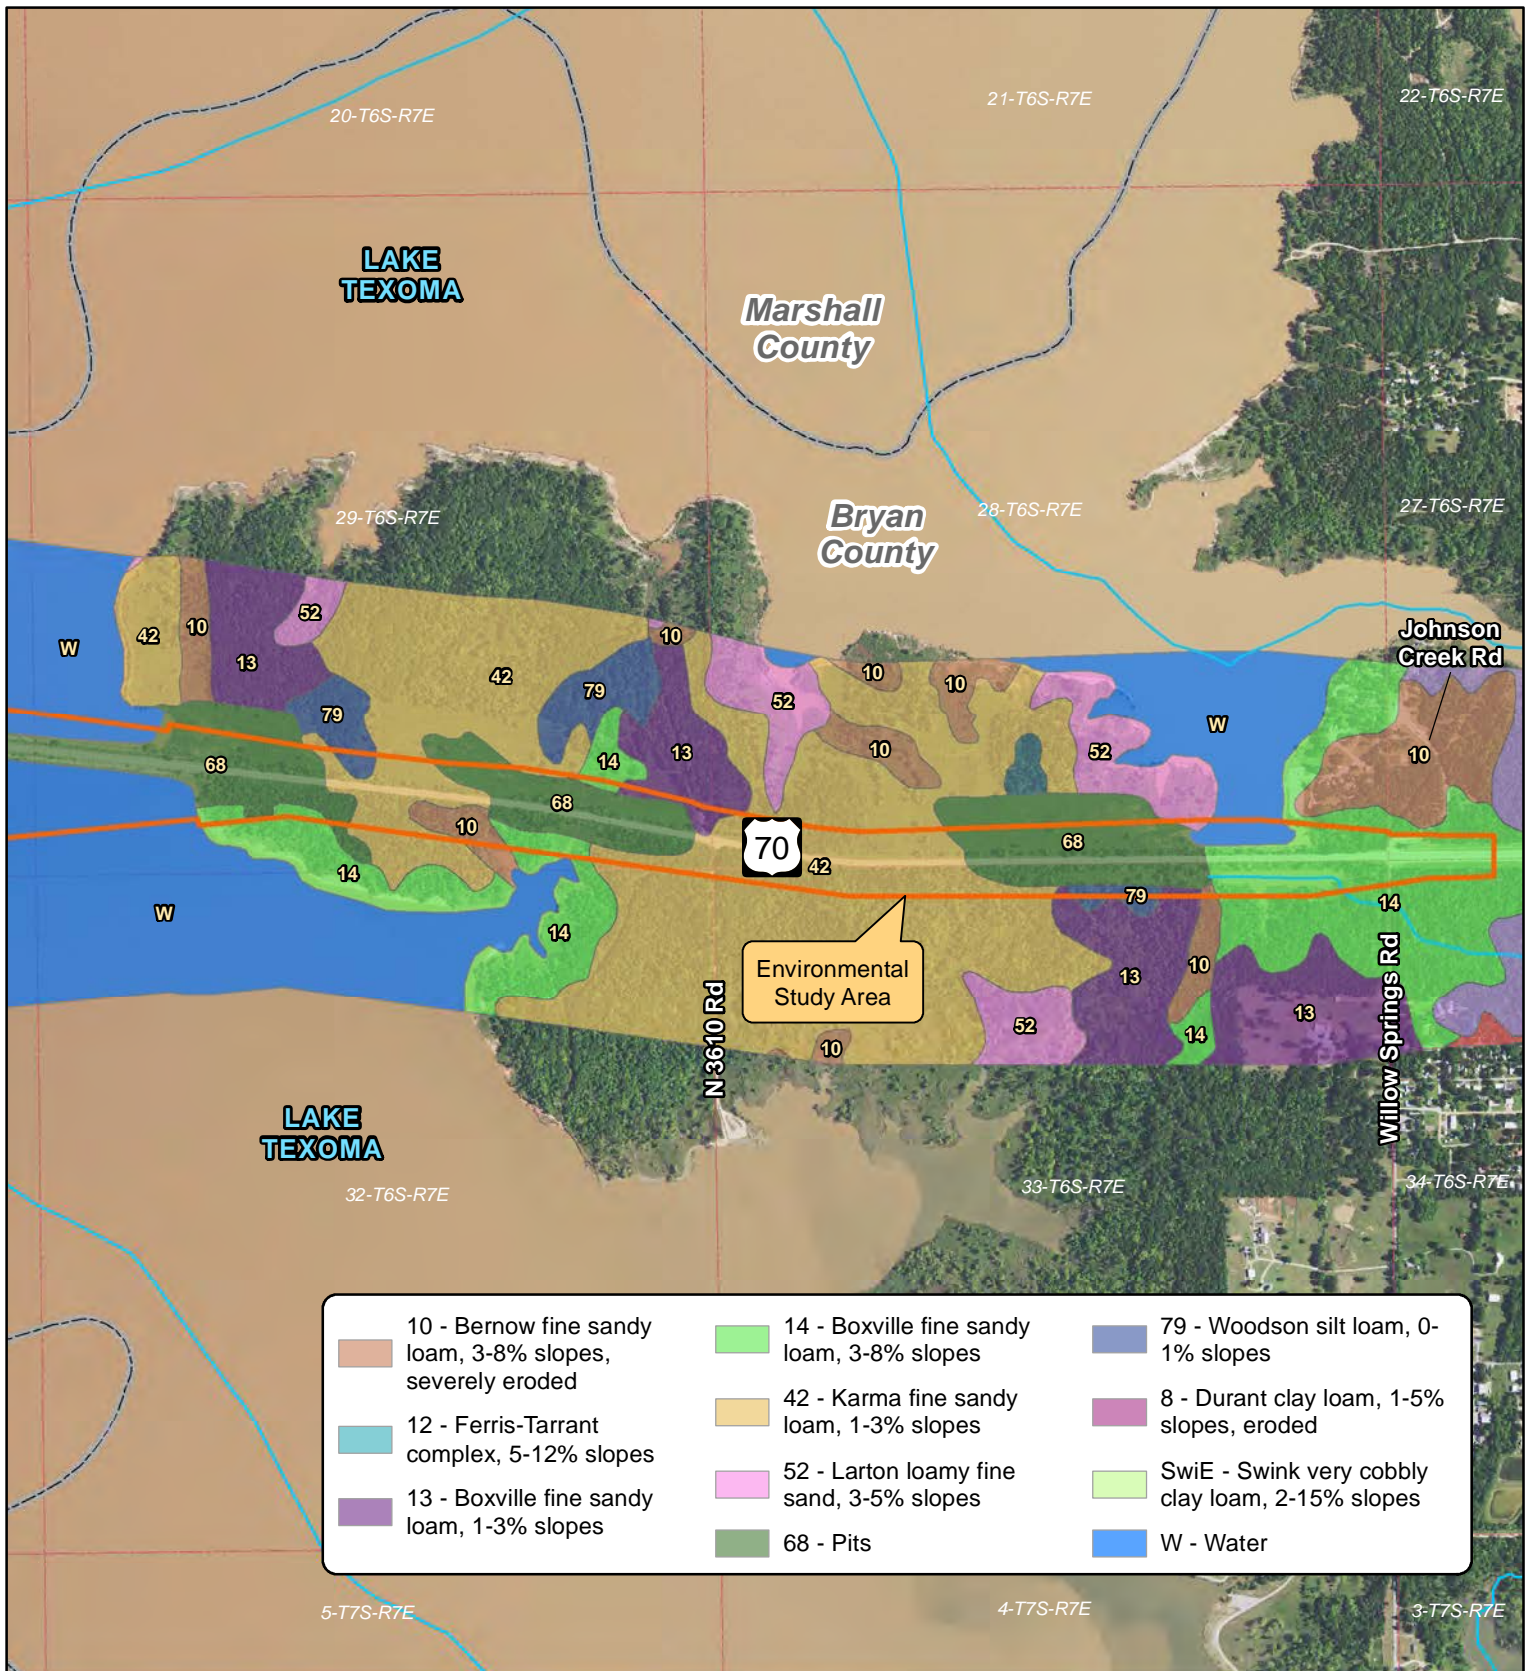 20-T6S-R7E
21-T6S-R7E
22-T6S-R7E
LAKE
TEXOMA
Marshall
County
29-T6S-R7E
Bryan
County
28-T6S-R7E
27-T6S-R7E
Johnson
Creek Rd
W
42
10
13
52
79
42
79
10
14
13
52
10
10
10
52
W
10
68
68
10
14
W
14
70
42
68
79
14
Environmental
Study Area
13
10
13
52
14
10
N 3610 Rd
Willow Springs Rd
LAKE
TEXOMA
32-T6S-R7E
33-T6S-R7E
34-T6S-R7E
10 - Bernow fine sandy
loam, 3-8% slopes,
severely eroded
12 - Ferris-Tarrant
complex, 5-12% slopes
13 - Boxville fine sandy
loam, 1-3% slopes
14 - Boxville fine sandy
loam, 3-8% slopes
42 - Karma fine sandy
loam, 1-3% slopes
52 - Larton loamy fine
sand, 3-5% slopes
68 - Pits
79 - Woodson silt loam, 0-
1% slopes
8 - Durant clay loam, 1-5%
slopes, eroded
SwiE - Swink very cobbly
clay loam, 2-15% slopes
W - Water
5-T7S-R7E
4-T7S-R7E
3-T7S-R7E